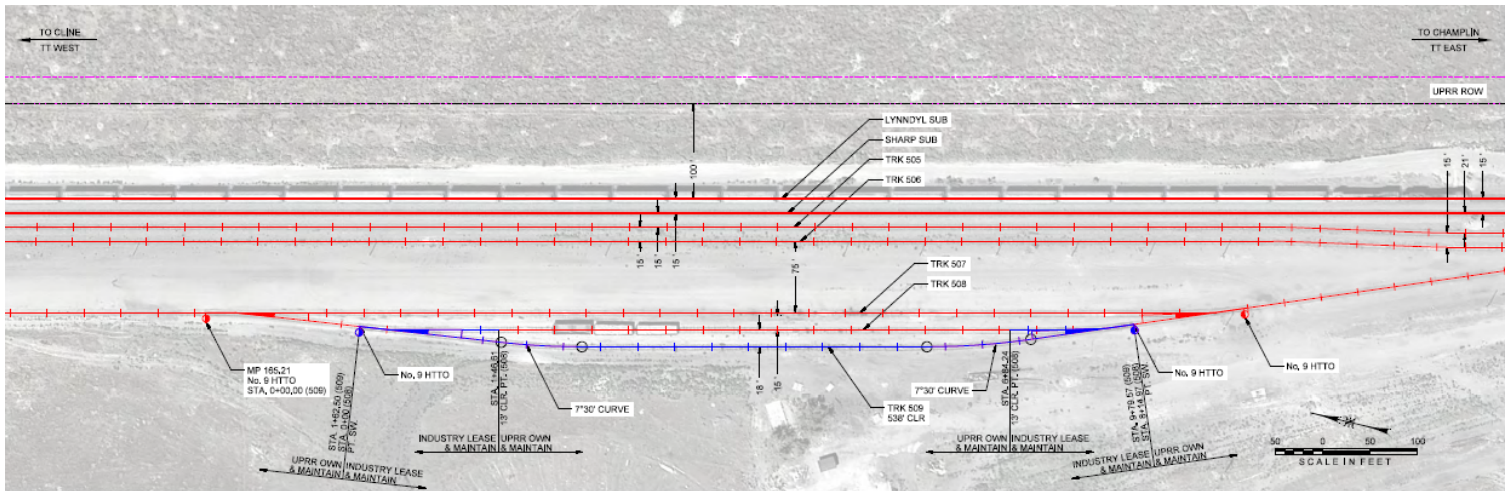 TO CLINE
TT WEST
TO CHAMPLIN
TT EAST
UPRR ROW
LYNNDYL SUB
SHARP SUB
TRK 505
TRK 506
100'
15'
21'
15'
15'
15'
15'
75'
TRK 507
TRK 508
MP 165.21
No. 9 HTTO
STA. 0+00.00 (509)
STA. 1+62.50 (509)
STA. 0+00 (508)
PT. SW.
No. 9 HTTO
STA. 1+46.61
13' CLR. PT. (508)
7°30' CURVE
18'
15'
TRK 509
538' CLR
7°30' CURVE
STA. 6+84.24
13' CLR. PT. (508)
STA. 9+79.57 (509)
STA. 8+14.97 (508)
PT. SW.
No. 9 HTTO
No. 9 HTTO
UPRR OWN & MAINTAIN
INDUSTRY LEASE & MAINTAIN
INDUSTRY LEASE & MAINTAIN
UPRR OWN & MAINTAIN
UPRR OWN & MAINTAIN
INDUSTRY LEASE & MAINTAIN
INDUSTRY LEASE & MAINTAIN
UPRR OWN & MAINTAIN
50 0 50 100
SCALE IN FEET